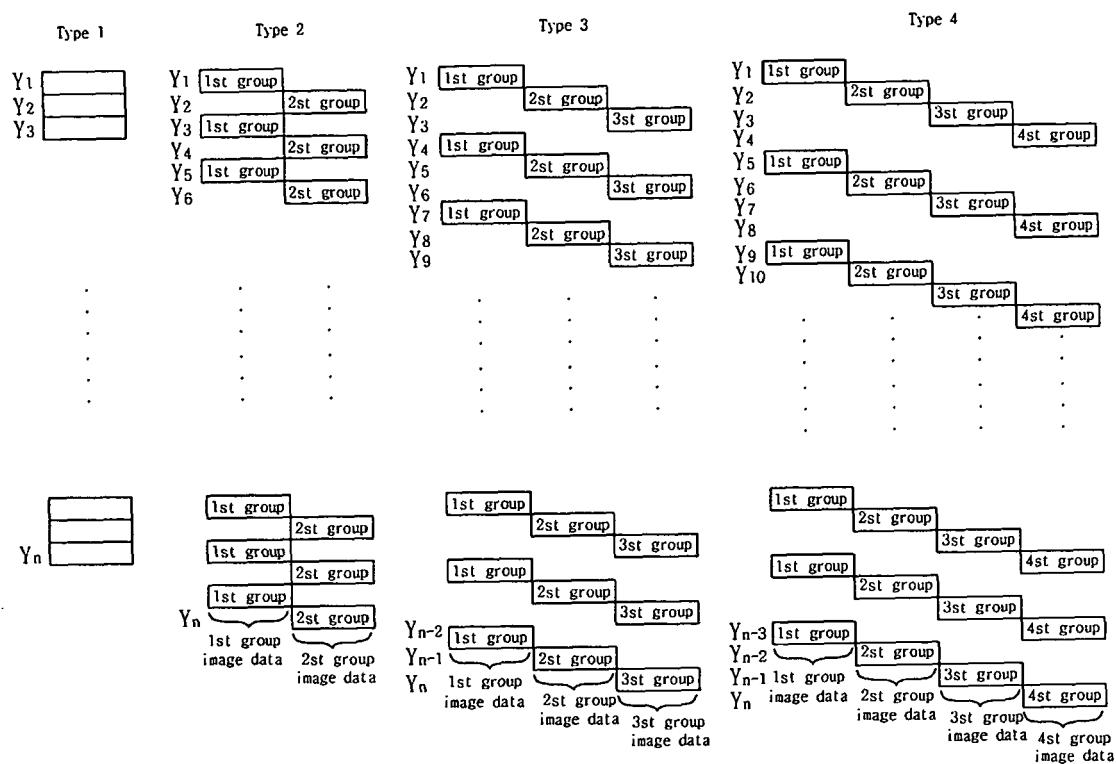 Type 1
Y1
Y2
Y3
Yn
Type 2
Y1 1st group
Y2 2st group
Y3 1st group
Y4 2st group
Y5 1st group
Y6 2st group
1st group
2st group
1st group
2st group
1st group
Yn 2st group
1st group
image data
2st group
image data
Type 3
Y1 1st group
Y2 2st group
Y3 3st group
Y4 1st group
Y5 2st group
Y6 3st group
Y7 1st group
Y8 2st group
Y9 3st group
1st group
2st group
3st group
1st group
2st group
3st group
Yn-2 1st group
Yn-1 2st group
Yn 3st group
1st group
image data
2st group
image data
3st group
image data
Type 4
Y1 1st group
Y2 2st group
Y3 3st group
Y4 4st group
Y5 1st group
Y6 2st group
Y7 3st group
Y8 4st group
Y9 1st group
Y10 2st group
3st group
4st group
1st group
2st group
3st group
4st group
1st group
2st group
3st group
4st group
Yn-3 1st group
Yn-2 2st group
Yn-1 3st group
Yn 4st group
1st group
image data
2st group
image data
3st group
image data
4st group
image data